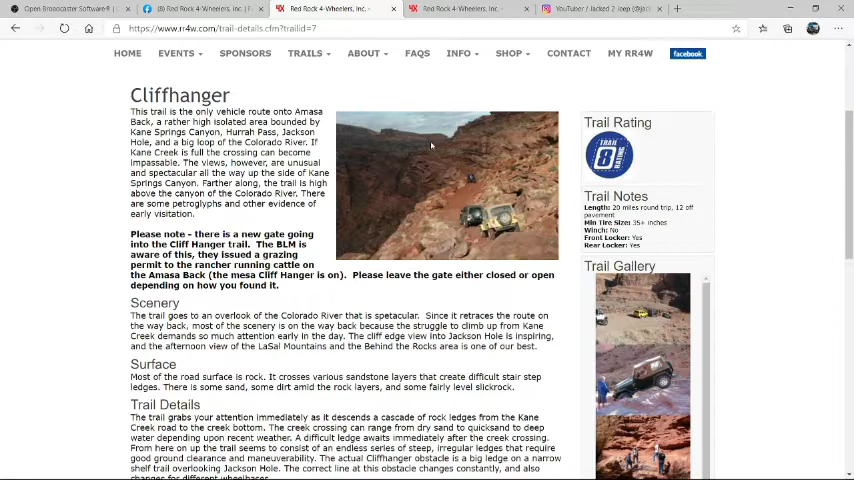 Open Broadcaster Software®
(8) Red Rock 4-Wheelers, Inc. -
Red Rock 4-Wheelers, Inc. -
Red Rock 4-Wheelers, Inc. -
YouTuber / Jacked 2 Jeep (@jac
https://www.rr4w.com/trail-details.cfm?trailid=7
HOME EVENTS SPONSORS TRAILS ABOUT FAQS INFO SHOP CONTACT MY RR4W facebook
Cliffhanger
This trail is the only vehicle route onto Amasa
Back, a rather high isolated area bounded by
Kane Springs Canyon, Hurrah Pass, Jackson
Hole, and a big loop of the Colorado River. If
Kane Creek is full the crossing can become
impassable. The views, however, are unusual
and spectacular all the way up the side of Kane
Springs Canyon. Farther along, the trail is high
above the canyon of the Colorado River. There
are some petroglyphs and other evidence of
early visitation.
Please note - there is a new gate going
into the Cliff Hanger trail. The BLM is
aware of this, they issued a grazing
permit to the rancher running cattle on
the Amasa Back (the mesa Cliff Hanger is on). Please leave the gate either closed or open
depending on how you found it.
Scenery
The trail goes to an overlook of the Colorado River that is spetacular. Since it retraces the route on
the way back, most of the scenery is on the way back because the struggle to climb up from Kane
Creek demands so much attention early in the day. The cliff edge view into Jackson Hole is inspiring,
and the afternoon view of the LaSal Mountains and the Behind the Rocks area is one of our best.
Surface
Most of the road surface is rock. It crosses various sandstone layers that create difficult stair step
ledges. There is some sand, some dirt amid the rock layers, and some fairly level slickrock.
Trail Details
The trail grabs your attention immediately as it descends a cascade of rock ledges from the Kane
Creek road to the creek bottom. The creek crossing can range from dry sand to quicksand to deep
water depending upon recent weather. A difficult ledge awaits immediately after the creek crossing.
From here on up the trail seems to consist of an endless series of steep, irregular ledges that require
good ground clearance and maneuverability. The actual Cliffhanger obstacle is a big ledge on a narrow
shelf trail overlooking Jackson Hole. The correct line at this obstacle changes constantly, and also
changes for different wheelbases.
Trail Rating
TRAIL
8
RATING
Trail Notes
Length: 20 miles round trip, 12 off
pavement
Min Tire Size: 35+ inches
Winch: No
Front Locker: Yes
Rear Locker: Yes
Trail Gallery